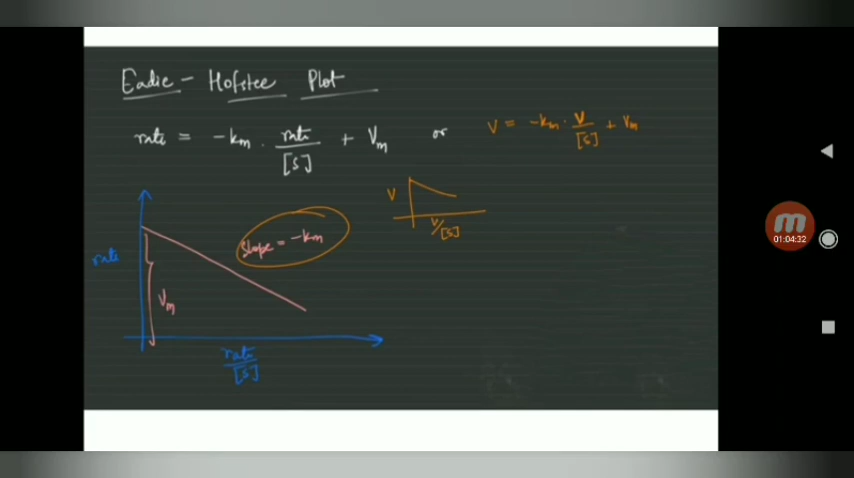 Eadie - Hofstee Plot
rate = -km . rate/[s] + Vm or V = -km . V/[s] + Vm
V
V/[s]
slope = -km
rate
Vm
rate/[s]
01:04:32